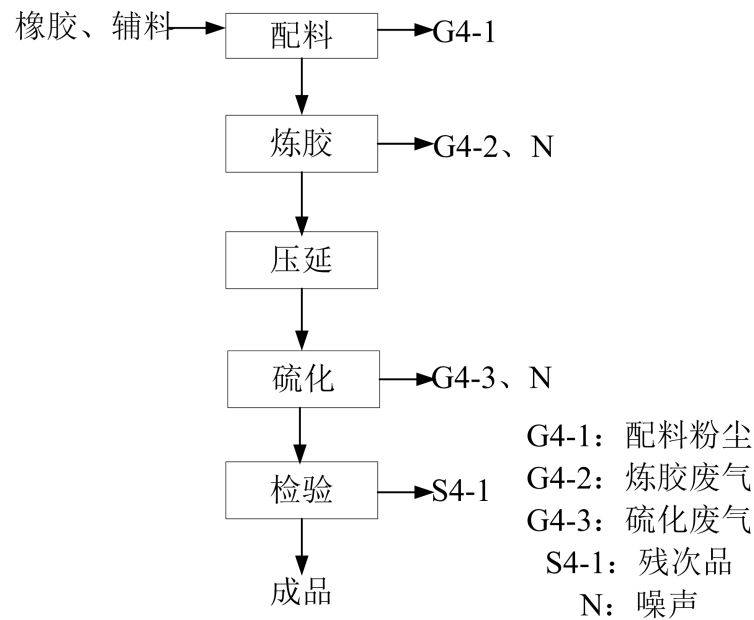 橡胶、辅料
配料
G4-1
炼胶
G4-2、N
压延
硫化
G4-3、N
检验
S4-1
成品
G4-1：配料粉尘
G4-2：炼胶废气
G4-3：硫化废气
S4-1：残次品
N：噪声